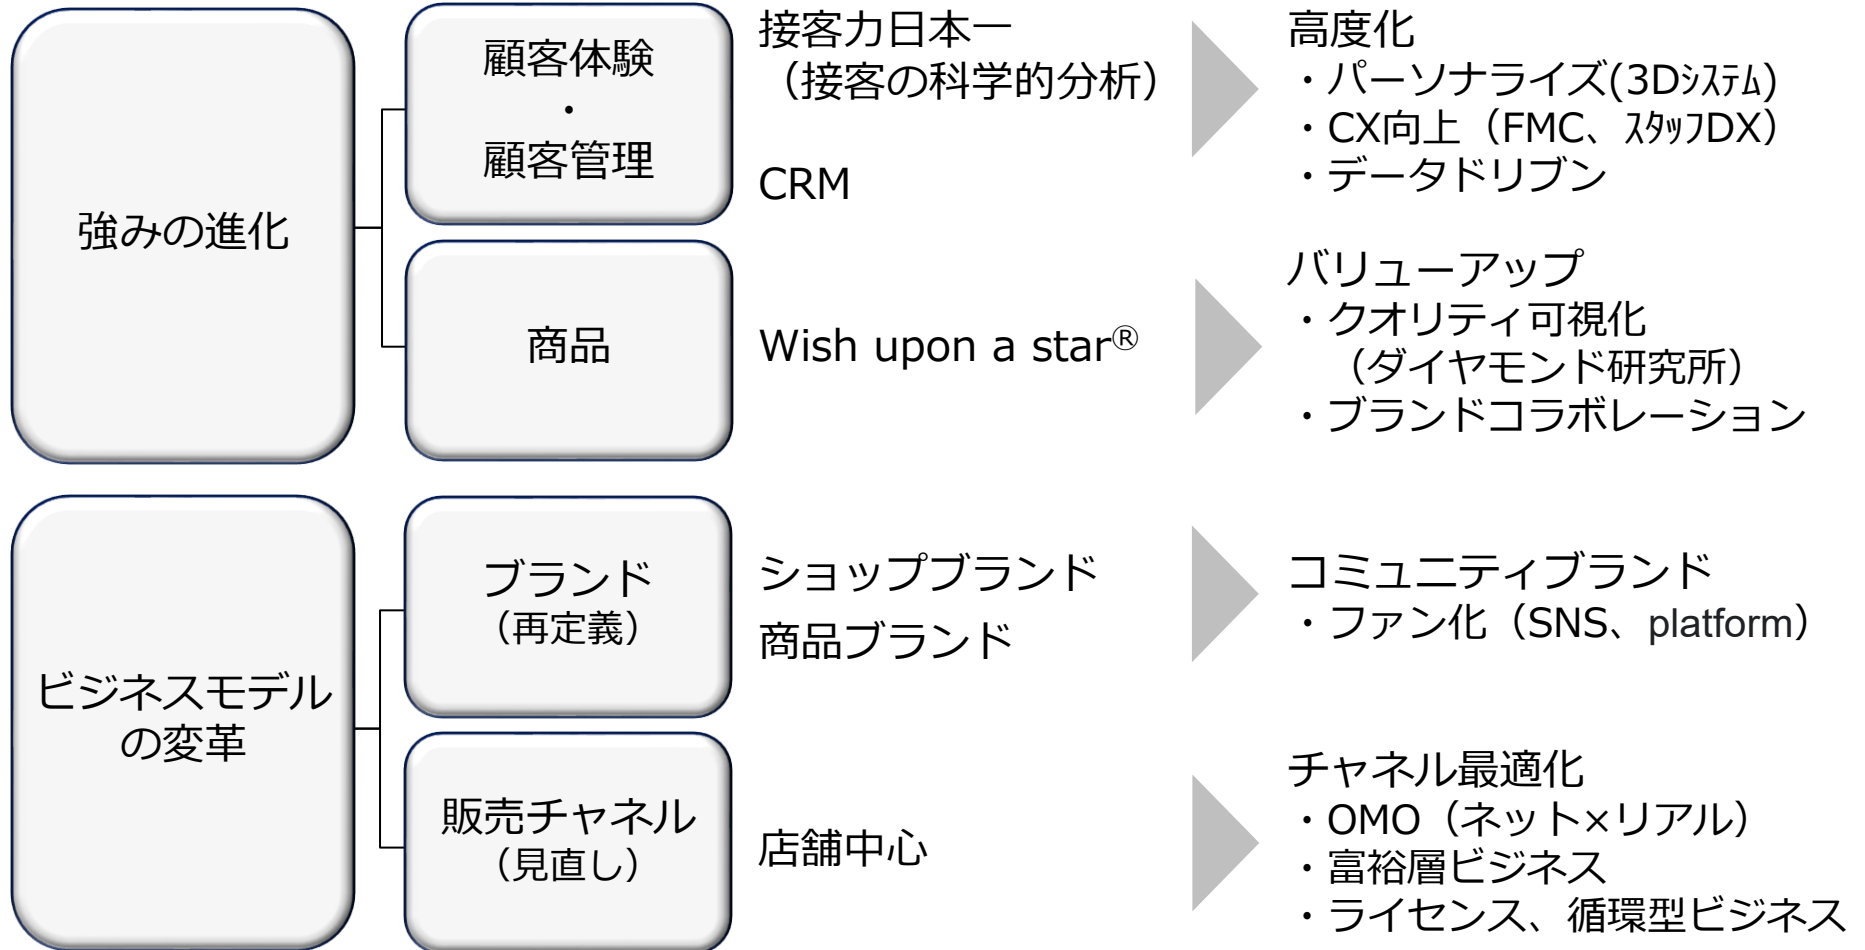 強みの進化
顧客体験
・
顧客管理
接客力日本一
（接客の科学的分析）
CRM
高度化
・パーソナライズ(3Dｼｽﾃﾑ)
・CX向上（FMC、ｽﾀｯﾌDX）
・データドリブン
商品
Wish upon a star®
バリューアップ
・クオリティ可視化
（ダイヤモンド研究所）
・ブランドコラボレーション
ビジネスモデル
の変革
ブランド
（再定義）
ショップブランド
商品ブランド
コミュニティブランド
・ファン化（SNS、platform）
販売チャネル
（見直し）
店舗中心
チャネル最適化
・OMO（ネット×リアル）
・富裕層ビジネス
・ライセンス、循環型ビジネス